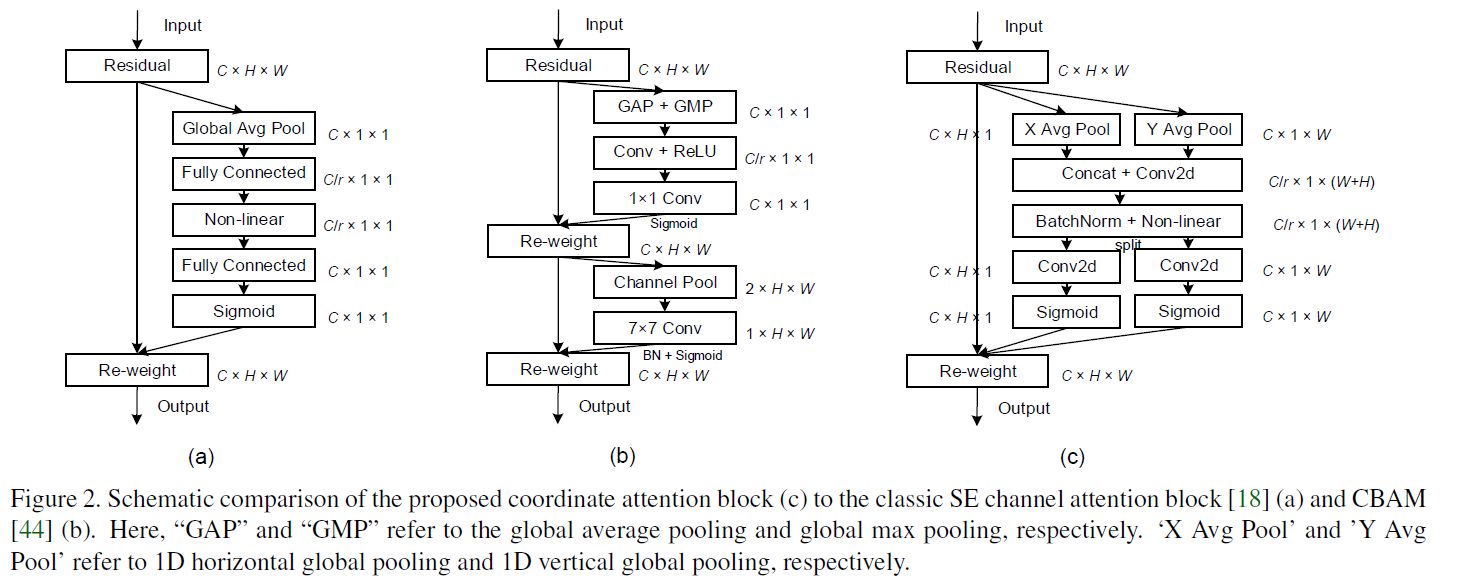 Input
Residual
C × H × W
Global Avg Pool
C × 1 × 1
Fully Connected
C/r × 1 × 1
Non-linear
C/r × 1 × 1
Fully Connected
C × 1 × 1
Sigmoid
C × 1 × 1
Re-weight
C × H × W
Output
(a)
Input
Residual
C × H × W
GAP + GMP
C × 1 × 1
Conv + ReLU
C/r × 1 × 1
1×1 Conv
C × 1 × 1
Sigmoid
Re-weight
C × H × W
Channel Pool
2 × H × W
7×7 Conv
1 × H × W
BN + Sigmoid
Re-weight
C × H × W
Output
(b)
Input
Residual
C × H × W
C × H × 1
X Avg Pool
Y Avg Pool
C × 1 × W
Concat + Conv2d
C/r × 1 × (W+H)
BatchNorm + Non-linear
C/r × 1 × (W+H)
split
C × H × 1
Conv2d
Conv2d
C × 1 × W
C × H × 1
Sigmoid
Sigmoid
C × 1 × W
Re-weight
C × H × W
Output
(c)
Figure 2. Schematic comparison of the proposed coordinate attention block (c) to the classic SE channel attention block [18] (a) and CBAM
[44] (b). Here, “GAP” and “GMP” refer to the global average pooling and global max pooling, respectively. ‘X Avg Pool’ and ’Y Avg
Pool’ refer to 1D horizontal global pooling and 1D vertical global pooling, respectively.